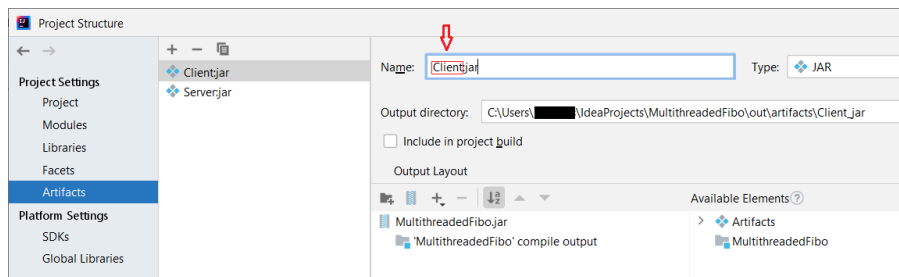 Project Structure
Project Settings
Project
Modules
Libraries
Facets
Artifacts
Platform Settings
SDKs
Global Libraries
Client:jar
Server:jar
Name: Client:jar Type: JAR
Output directory: C:\Users\ \IdeaProjects\MultithreadedFibo\out\artifacts\Client_jar
Include in project build
Output Layout
Available Elements ?
MultithreadedFibo.jar
'MultithreadedFibo' compile output
Artifacts
MultithreadedFibo